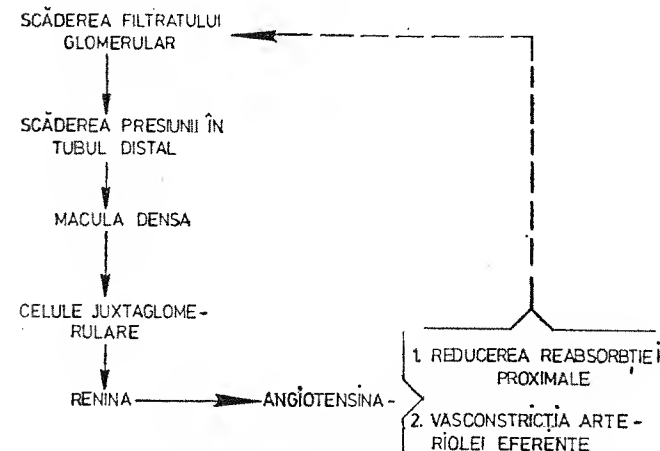 SCĂDEREA FILTRATULUI
GLOMERULAR
SCĂDEREA PRESIUNII ÎN
TUBUL DISTAL
MACULA DENSA
CELULE JUXTAGLOME-
RULARE
RENINA
ANGIOTENSINA-
1. REDUCEREA REABSORBȚIEI
PROXIMALE
2. VASCONSTRICȚIA ARTE-
RIOLEI EFERENTE